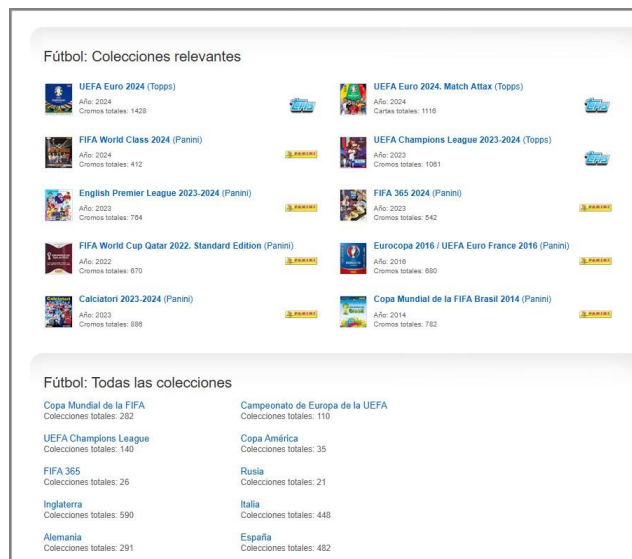 Fútbol: Colecciones relevantes
UEFA Euro 2024 (Topps)
Año: 2024
Cromos totales: 1428
UEFA Euro 2024. Match Attax (Topps)
Año: 2024
Cartas totales: 1116
FIFA World Class 2024 (Panini)
Año: 2024
Cromos totales: 412
PANINI
UEFA Champions League 2023-2024 (Topps)
Año: 2023
Cromos totales: 1061
English Premier League 2023-2024 (Panini)
Año: 2023
Cromos totales: 764
PANINI
FIFA 365 2024 (Panini)
Año: 2023
Cromos totales: 542
PANINI
FIFA World Cup Qatar 2022. Standard Edition (Panini)
Año: 2022
Cromos totales: 670
PANINI
Eurocopa 2016 / UEFA Euro France 2016 (Panini)
Año: 2016
Cromos totales: 680
PANINI
Calciatori 2023-2024 (Panini)
Año: 2023
Cromos totales: 886
PANINI
Copa Mundial de la FIFA Brasil 2014 (Panini)
Año: 2014
Cromos totales: 782
PANINI
Fútbol: Todas las colecciones
Copa Mundial de la FIFA
Colecciones totales: 282
Campeonato de Europa de la UEFA
Colecciones totales: 110
UEFA Champions League
Colecciones totales: 140
Copa América
Colecciones totales: 35
FIFA 365
Colecciones totales: 26
Rusia
Colecciones totales: 21
Inglaterra
Colecciones totales: 590
Italia
Colecciones totales: 448
Alemania
Colecciones totales: 291
España
Colecciones totales: 482